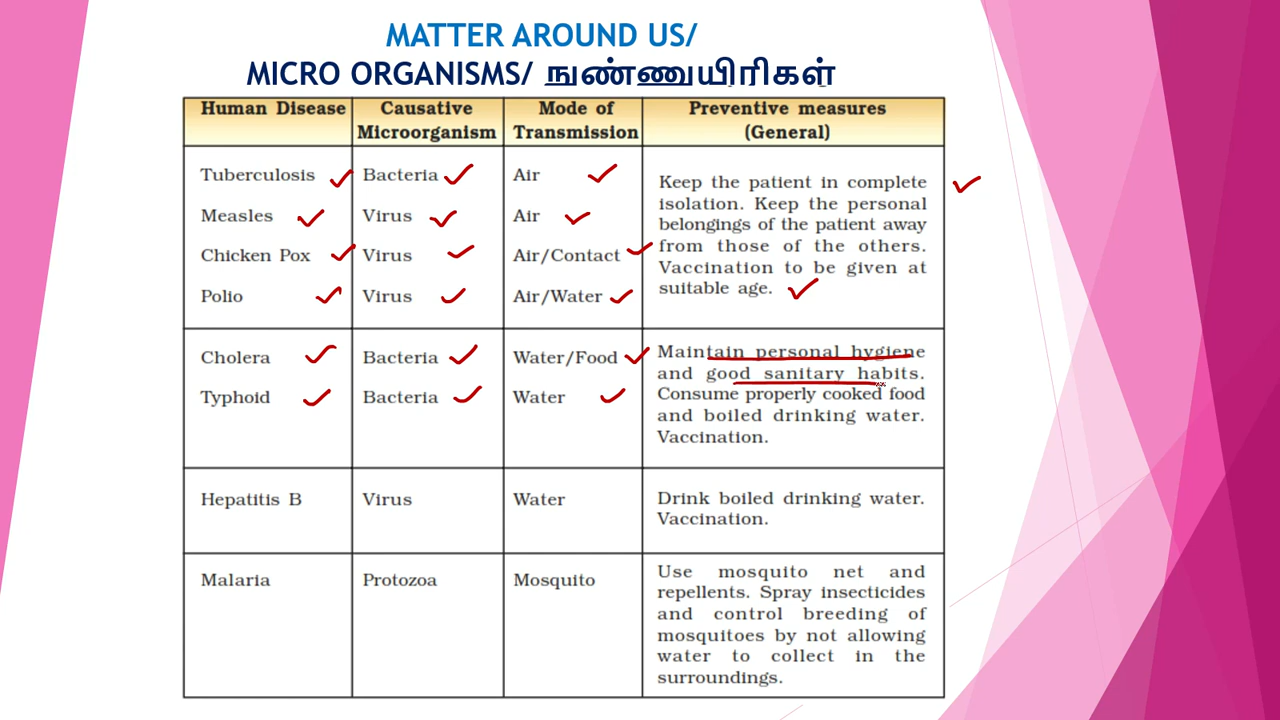 MATTER AROUND US/
MICRO ORGANISMS/ நுண்ணுயிரிகள்
Human Disease
Causative
Microorganism
Mode of
Transmission
Preventive measures
(General)
Tuberculosis
Bacteria
Air
Measles
Virus
Air
Chicken Pox
Virus
Air/Contact
Polio
Virus
Air/Water
Keep the patient in complete
isolation. Keep the personal
belongings of the patient away
from those of the others.
Vaccination to be given at
suitable age.
Cholera
Bacteria
Water/Food
Typhoid
Bacteria
Water
Maintain personal hygiene
and good sanitary habits.
Consume properly cooked food
and boiled drinking water.
Vaccination.
Hepatitis B
Virus
Water
Drink boiled drinking water.
Vaccination.
Malaria
Protozoa
Mosquito
Use mosquito net and
repellents. Spray insecticides
and control breeding of
mosquitoes by not allowing
water to collect in the
surroundings.